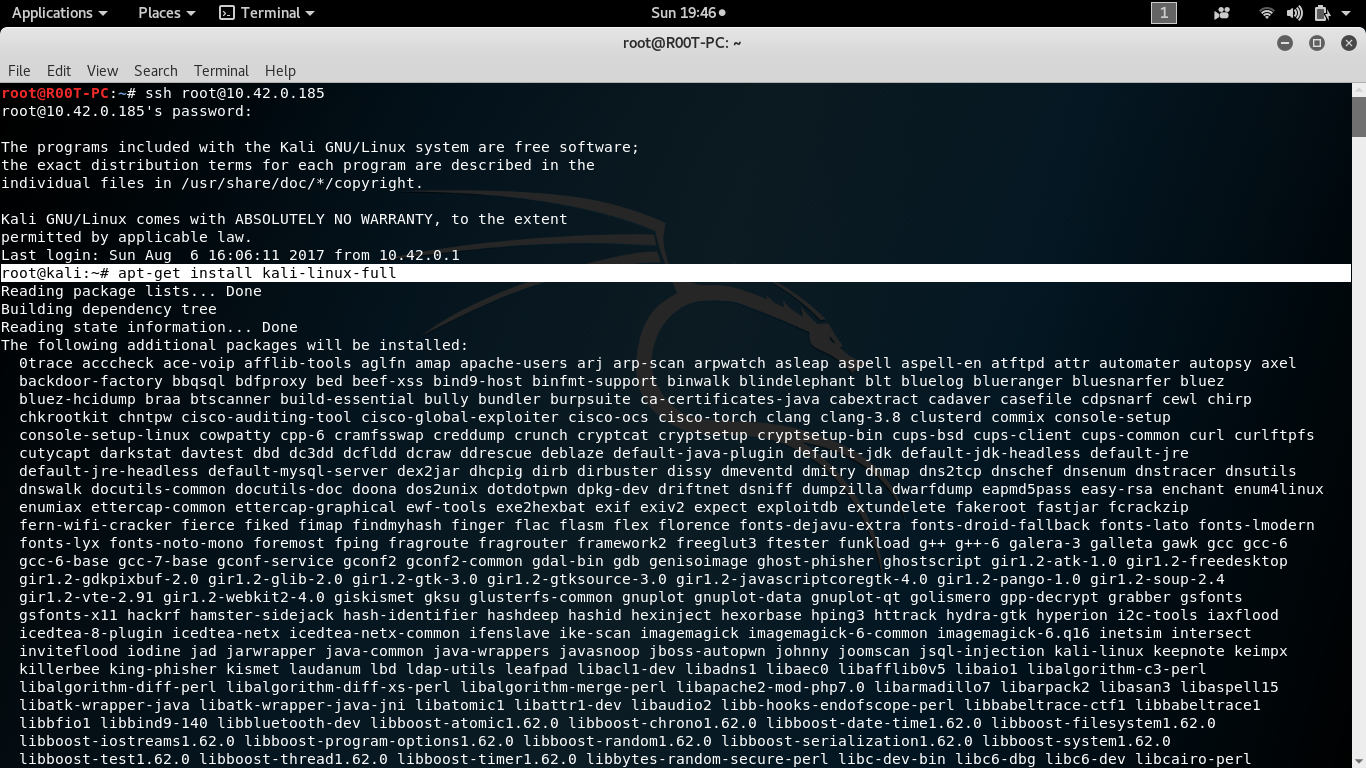 Applications Places Terminal Sun 19:46 1
root@R00T-PC: ~
File Edit View Search Terminal Help
root@R00T-PC:~# ssh root@10.42.0.185
root@10.42.0.185's password:
The programs included with the Kali GNU/Linux system are free software;
the exact distribution terms for each program are described in the
individual files in /usr/share/doc/*/copyright.
Kali GNU/Linux comes with ABSOLUTELY NO WARRANTY, to the extent
permitted by applicable law.
Last login: Sun Aug  6 16:06:11 2017 from 10.42.0.1
root@kali:~# apt-get install kali-linux-full
Reading package lists... Done
Building dependency tree
Reading state information... Done
The following additional packages will be installed:
0trace acccheck ace-voip afflib-tools aglfn amap apache-users arj arp-scan arpwatch asleap aspell aspell-en atftpd attr automater autopsy axel
backdoor-factory bbqsql bdfproxy bed beef-xss bind9-host binfmt-support binwalk blindelephant blt bluelog blueranger bluesnarfer bluez
bluez-hcidump braa btscanner build-essential bully bundler burpsuite ca-certificates-java cabextract cadaver casefile cdpsnarf cewl chirp
chkrootkit chntpw cisco-auditing-tool cisco-global-exploiter cisco-ocs cisco-torch clang clang-3.8 clusterd commix console-setup
console-setup-linux cowpatty cpp-6 cramfsswap creddump crunch cryptcat cryptsetup cryptsetup-bin cups-bsd cups-client cups-common curl curlftpfs
cutycapt darkstat davtest dbd dc3dd dcfldd dcraw ddrescue deblaze default-java-plugin default-jdk default-jdk-headless default-jre
default-jre-headless default-mysql-server dex2jar dhcpig dirb dirbuster dissy dmeventd dmitry dnmap dns2tcp dnschef dnsenum dnstracer dnsutils
dnswalk docutils-common docutils-doc doona dos2unix dotdotpwn dpkg-dev driftnet dsniff dumpzilla dwarfdump eapmd5pass easy-rsa enchant enum4linux
enumiax ettercap-common ettercap-graphical ewf-tools exe2hexbat exif exiv2 expect exploitdb extundelete fakeroot fastjar fcrackzip
fern-wifi-cracker fierce fiked fimap findmyhash finger flac flasm flex florence fonts-dejavu-extra fonts-droid-fallback fonts-lato fonts-lmodern
fonts-lyx fonts-noto-mono foremost fping fragroute fragrouter framework2 freeglut3 ftester funkload g++ g++-6 galera-3 galleta gawk gcc gcc-6
gcc-6-base gcc-7-base gconf-service gconf2 gconf2-common gdal-bin gdb genisoimage ghost-phisher ghostscript gir1.2-atk-1.0 gir1.2-freedesktop
gir1.2-gdkpixbuf-2.0 gir1.2-glib-2.0 gir1.2-gtk-3.0 gir1.2-gtksource-3.0 gir1.2-javascriptcoregtk-4.0 gir1.2-pango-1.0 gir1.2-soup-2.4
gir1.2-vte-2.91 gir1.2-webkit2-4.0 giskismet gksu glusterfs-common gnuplot gnuplot-data gnuplot-qt golismero gpp-decrypt grabber gsfonts
gsfonts-x11 hackrf hamster-sidejack hash-identifier hashdeep hashid hexinject hexorbase hping3 httrack hydra-gtk hyperion i2c-tools iaxflood
icedtea-8-plugin icedtea-netx icedtea-netx-common ifenslave ike-scan imagemagick imagemagick-6-common imagemagick-6.q16 inetsim intersect
inviteflood iodine jad jarwrapper java-common java-wrappers javasnoop jboss-autopwn johnny joomscan jsql-injection kali-linux keepnote keimpx
killerbee king-phisher kismet laudanum lbd ldap-utils leafpad libacl1-dev libadns1 libaec0 libafflib0v5 libaio1 libalgorithm-c3-perl
libalgorithm-diff-perl libalgorithm-diff-xs-perl libalgorithm-merge-perl libapache2-mod-php7.0 libarmadillo7 libarpack2 libasan3 libaspell15
libatk-wrapper-java libatk-wrapper-java-jni libatomic1 libattr1-dev libaudio2 libb-hooks-endofscope-perl libbabeltrace-ctf1 libbabeltrace1
libbfio1 libbind9-140 libbluetooth-dev libboost-atomic1.62.0 libboost-chrono1.62.0 libboost-date-time1.62.0 libboost-filesystem1.62.0
libboost-iostreams1.62.0 libboost-program-options1.62.0 libboost-random1.62.0 libboost-serialization1.62.0 libboost-system1.62.0
libboost-test1.62.0 libboost-thread1.62.0 libboost-timer1.62.0 libbytes-random-secure-perl libc-dev-bin libc6-dbg libc6-dev libcairo-perl